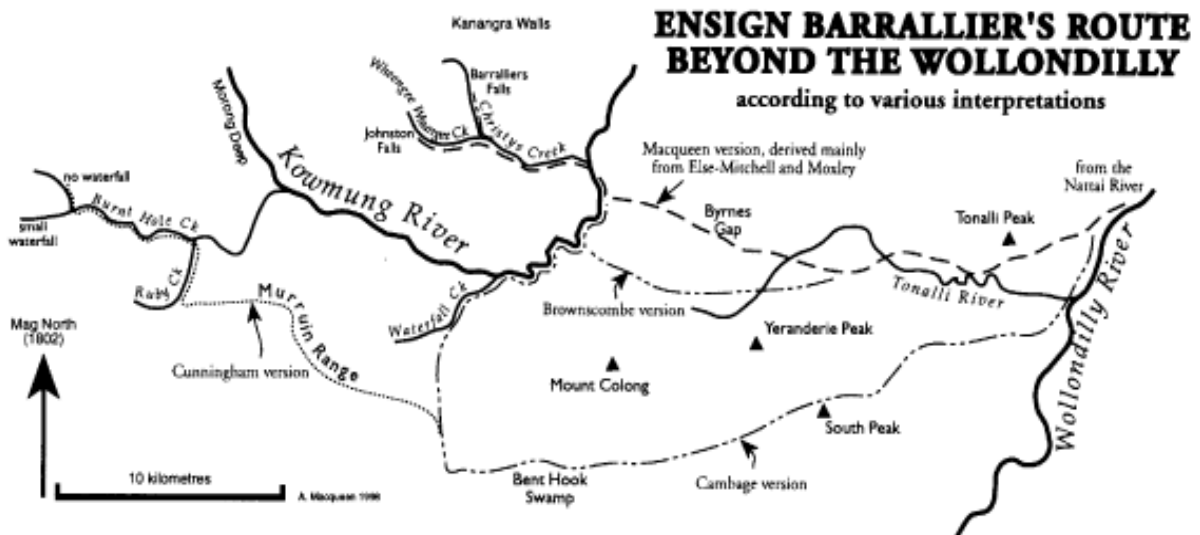 ENSIGN BARRALLIER'S ROUTE
BEYOND THE WOLLONDILLY
according to various interpretations
Kanangra Walls
Barralliers
Falls
Wheengee Whungee Ck
Christys Creek
Johnston
Falls
Morong Deep
Kowmung River
Macqueen version, derived mainly
from Else-Mitchell and Moxley
from the
Nattai River
Byrnes
Gap
Tonalli Peak
no waterfall
Burnt Hole Ck
small
waterfall
Ruby Ck
Tonalli River
Wollondilly River
Murruin Range
Waterfall Ck
Brownscombe version
Yeranderie Peak
Mag North
(1802)
Cunningham version
Mount Colong
South Peak
10 kilometres
A. Macqueen 1998
Bent Hook
Swamp
Cambage version